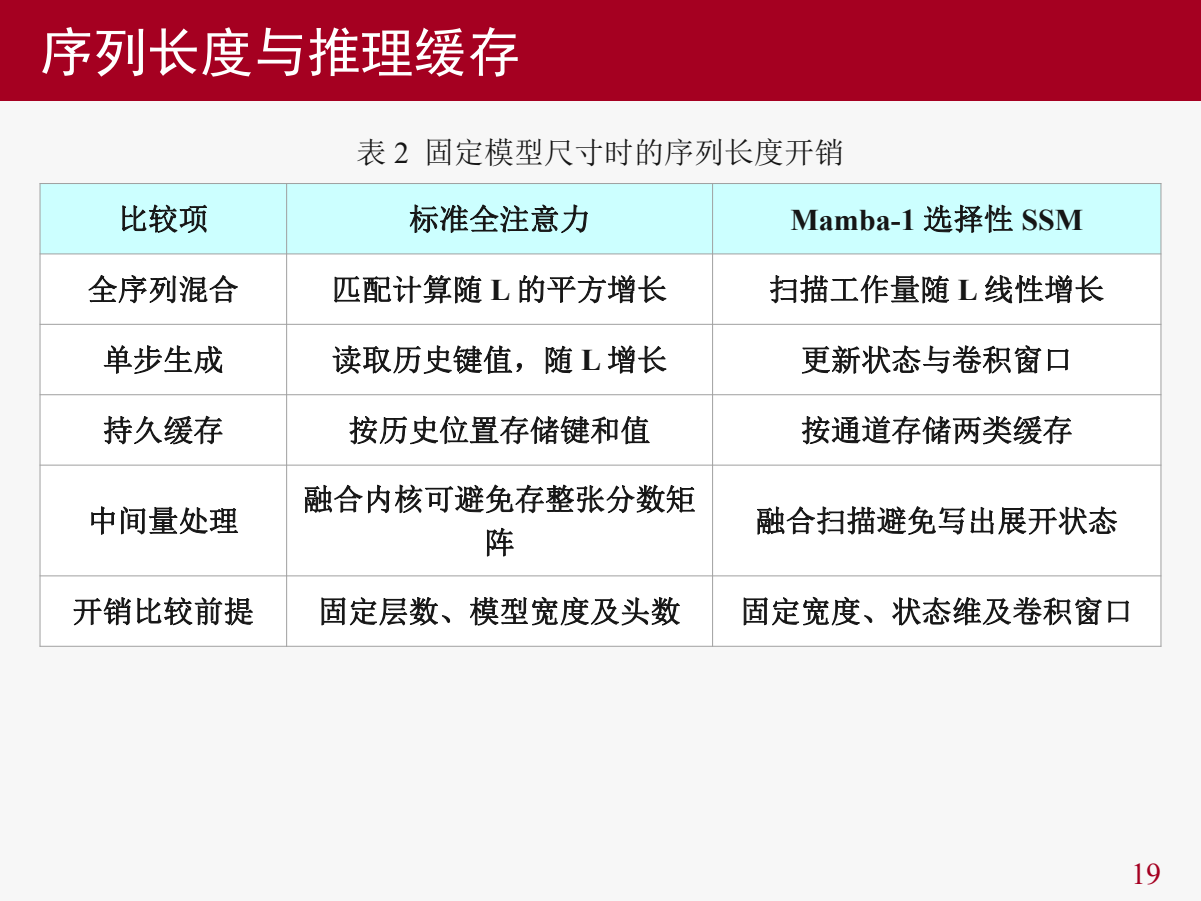 序列长度与推理缓存
表 2 固定模型尺寸时的序列长度开销
比较项 标准全注意力 Mamba-1 选择性 SSM
全序列混合 匹配计算随 L 的平方增长 扫描工作量随 L 线性增长
单步生成 读取历史键值，随 L 增长 更新状态与卷积窗口
持久缓存 按历史位置存储键和值 按通道存储两类缓存
中间量处理 融合内核可避免存整张分数矩
阵 融合扫描避免写出展开状态
开销比较前提 固定层数、模型宽度及头数 固定宽度、状态维及卷积窗口
19